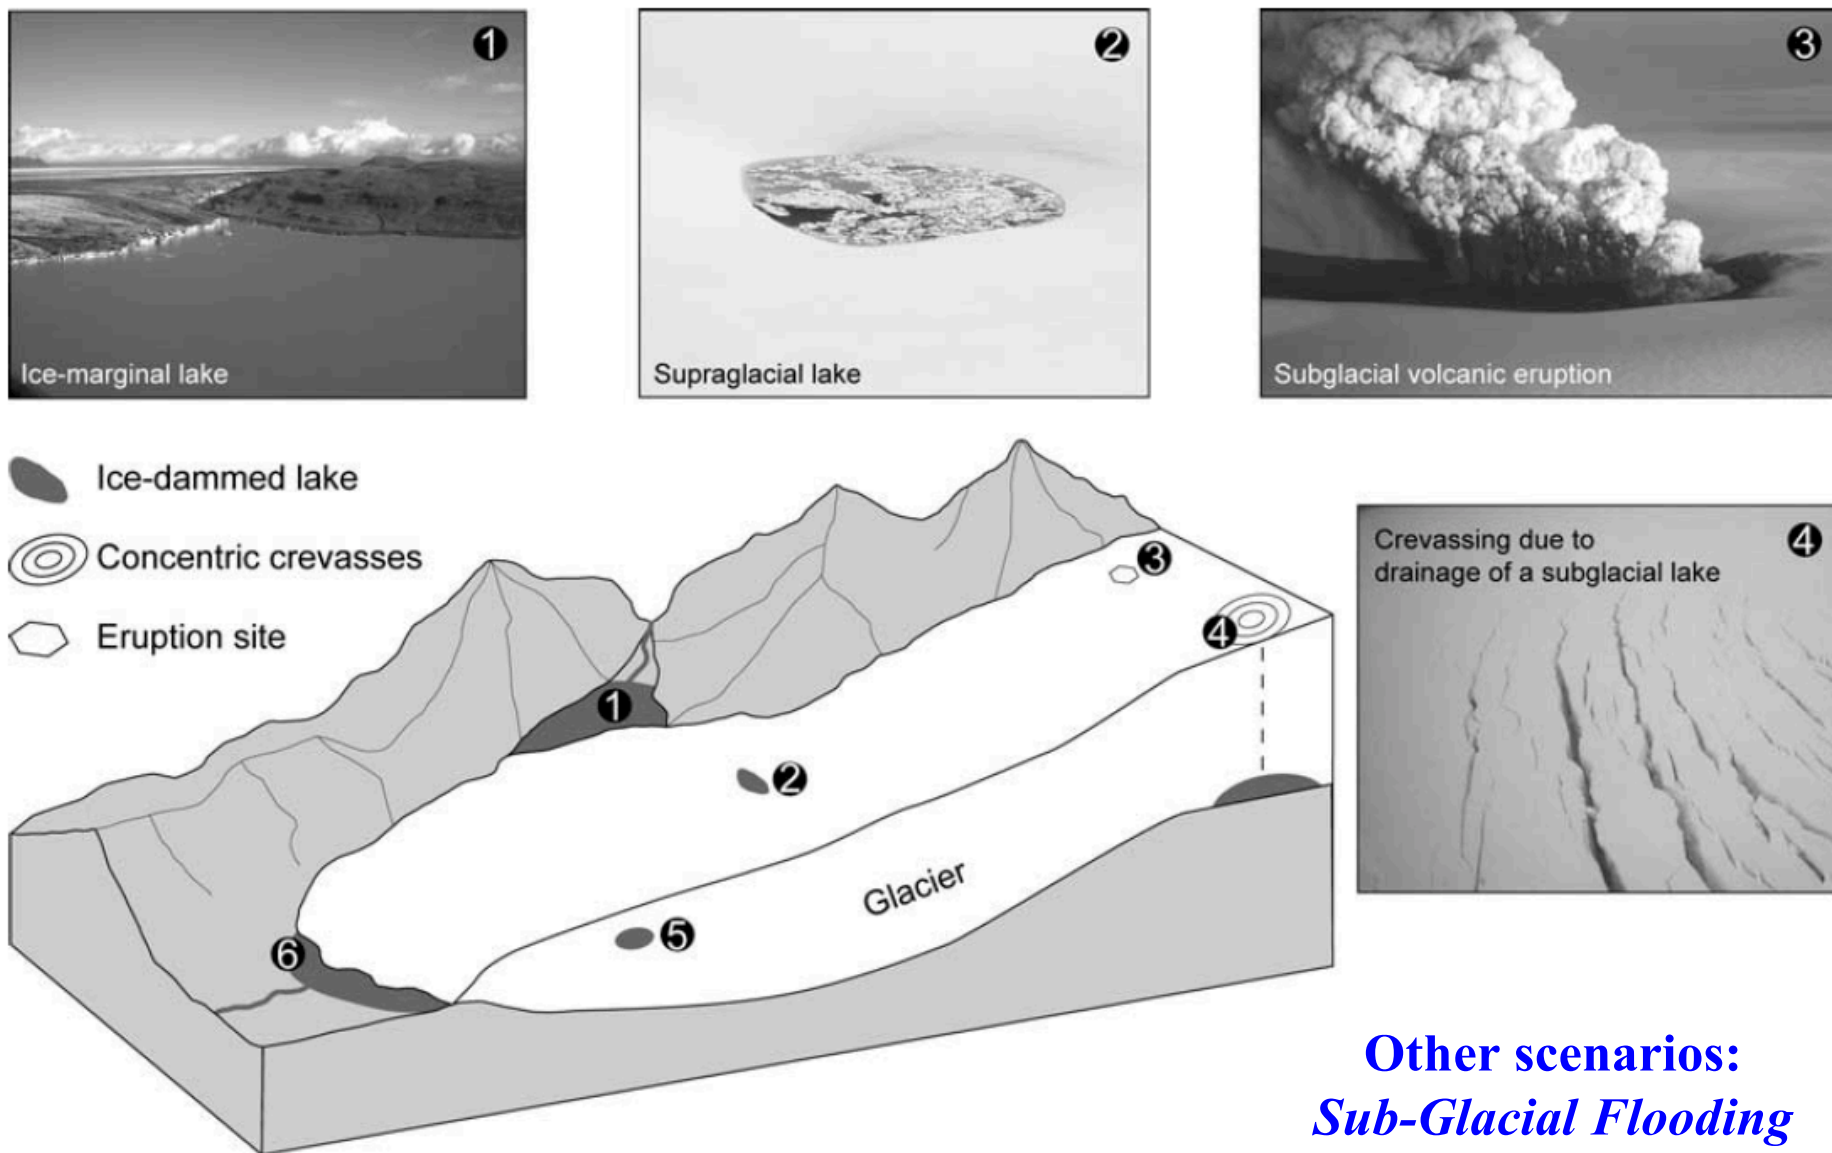 1
Ice-marginal lake
2
Supraglacial lake
3
Subglacial volcanic eruption
Ice-dammed lake
Concentric crevasses
Eruption site
4
Crevassing due to
drainage of a subglacial lake
3
4
1
2
Glacier
5
6
Other scenarios:
Sub-Glacial Flooding